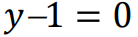 y–1 = 0